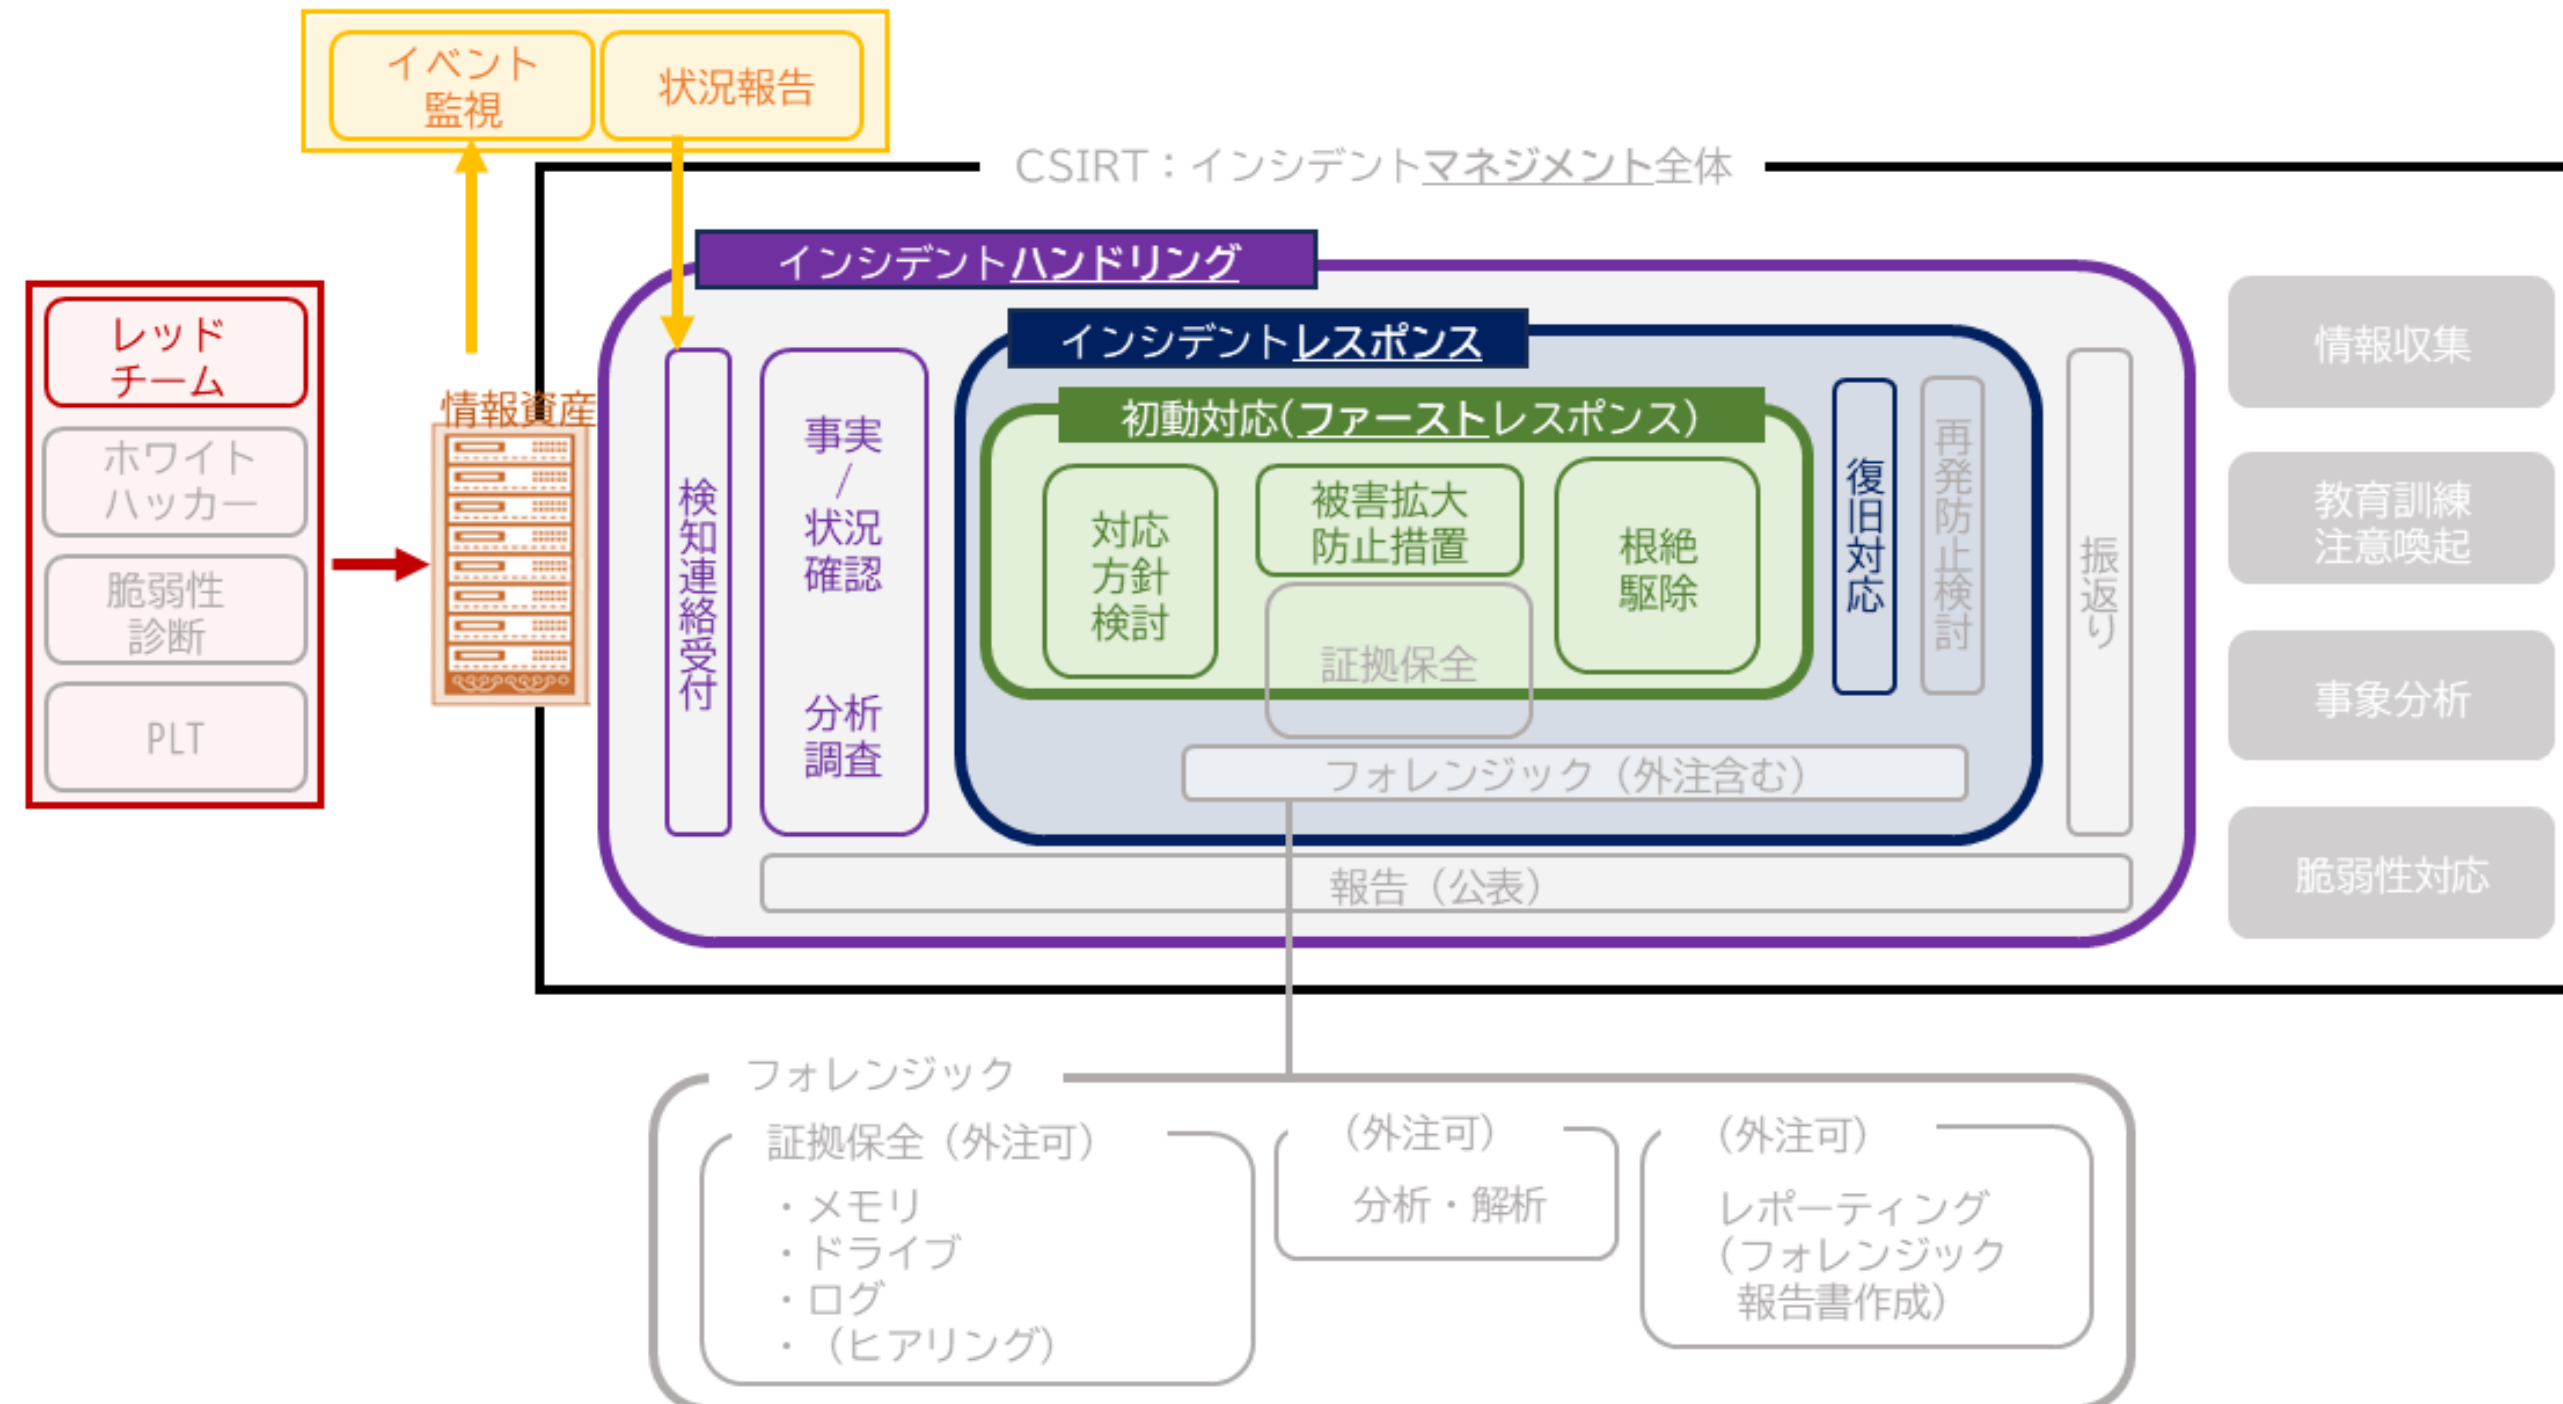 イベント
監視
状況報告
CSIRT：インシデントマネジメント全体
インシデントハンドリング
インシデントレスポンス
初動対応(ファーストレスポンス)
レッド
チーム
ホワイト
ハッカー
脆弱性
診断
PLT
情報資産
検知連絡受付
事実
/
状況
確認
分析
調査
対応
方針
検討
被害拡大
防止措置
証拠保全
根絶
駆除
復旧対応
再発防止検討
振返り
フォレンジック（外注含む）
報告（公表）
情報収集
教育訓練
注意喚起
事象分析
脆弱性対応
フォレンジック
証拠保全（外注可）
・メモリ
・ドライブ
・ログ
・（ヒアリング）
（外注可）
分析・解析
（外注可）
レポーティング
（フォレンジック
報告書作成）